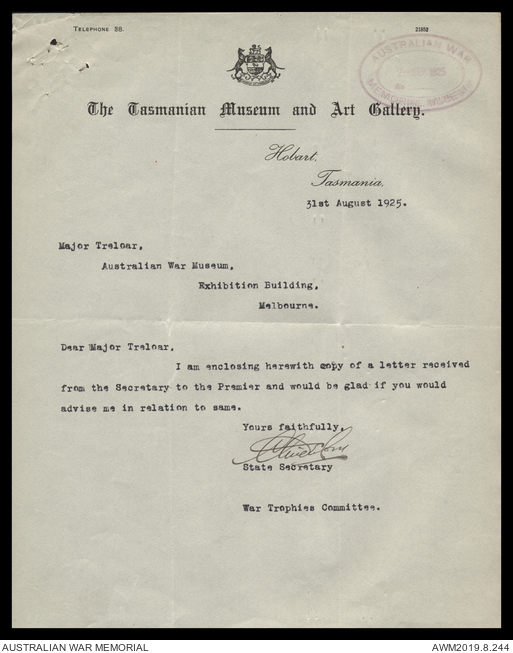 TELEPHONE 38.
21850
AUSTRALIAN WAR
The Tasmanian Museum and Art Gallery.
Hobart,
Tasmania,
31st August 1925.
Major Treloar,
Australian War Museum,
Exhibition Building,
Melbourne.
Dear Major Treloar,
I am enclosing herewith copy of a letter received
from the Secretary to the Premier and would be glad if you would
advise me in relation to same.
Yours faithfully,
State Secretary
War Trophies Committee.
AUSTRALIAN WAR MEMORIAL
AWM2019.8.244